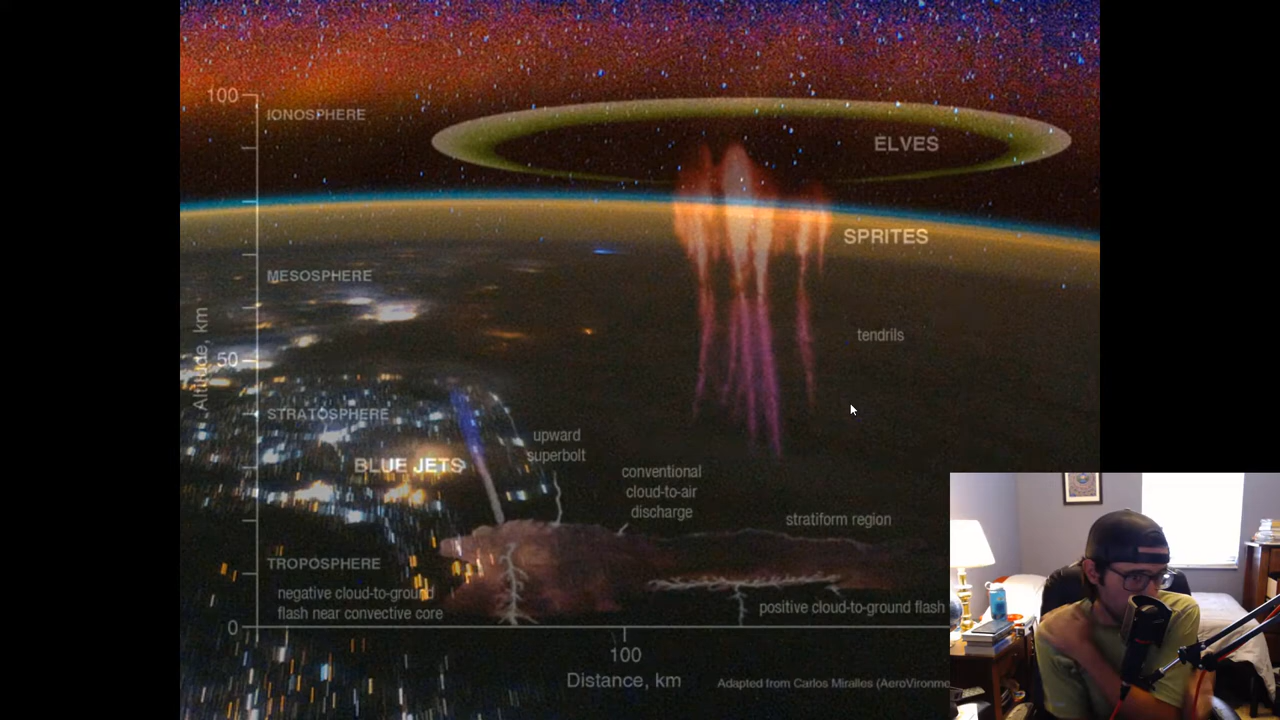 100
IONOSPHERE
ELVES
SPRITES
MESOSPHERE
tendrils
Altitude, km
50
STRATOSPHERE
upward
superbolt
BLUE JETS
conventional
cloud-to-air
discharge
stratiform region
TROPOSPHERE
negative cloud-to-ground
flash near convective core
positive cloud-to-ground flash
0
100
Distance, km
Adapted from Carlos Miralles (AeroVironme